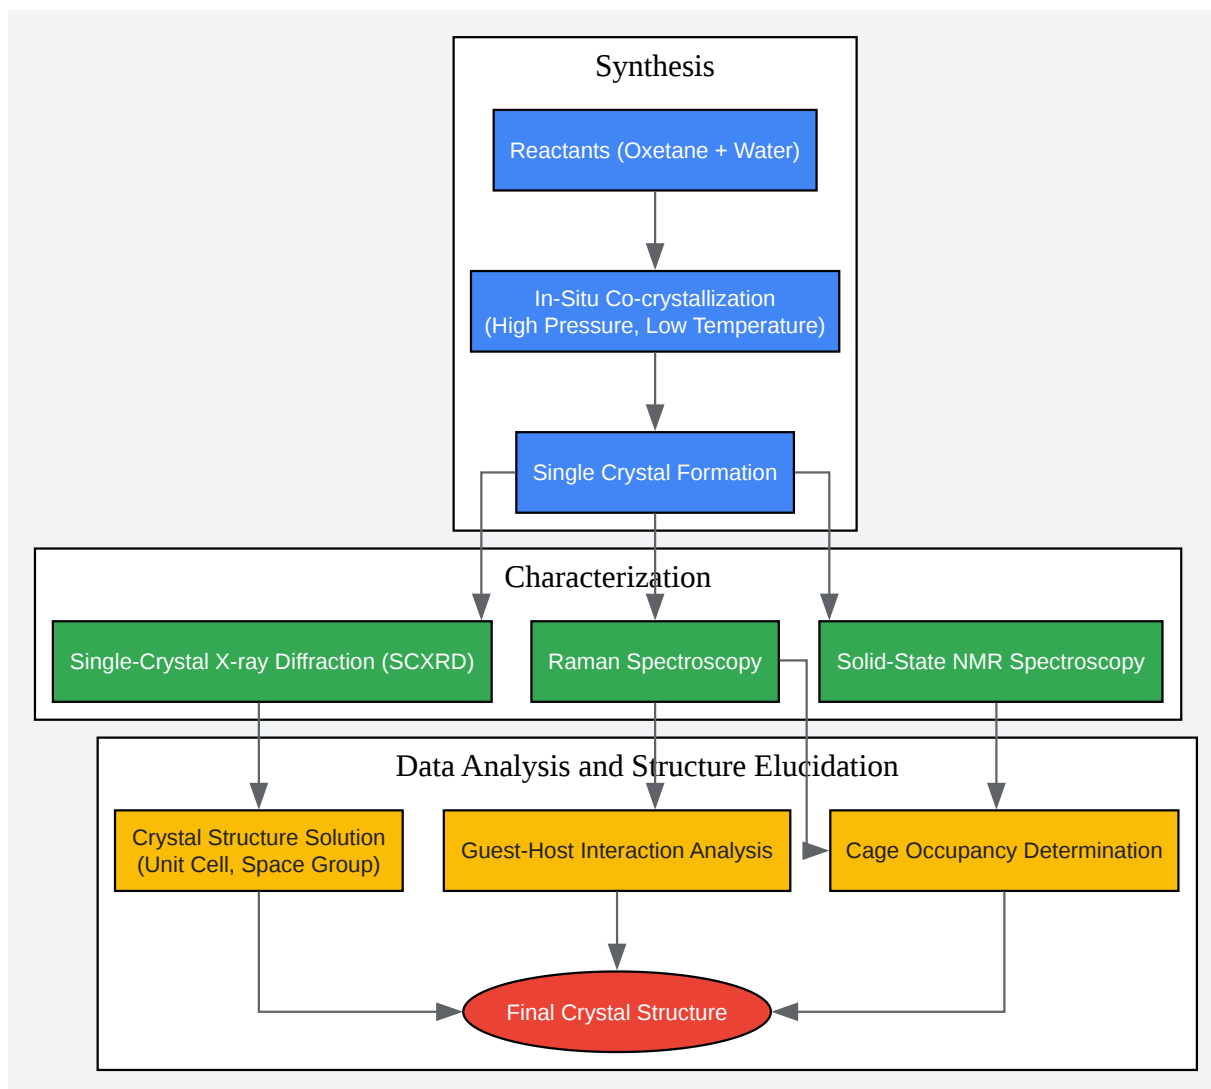 Synthesis
Reactants (Oxetane + Water)
In-Situ Co-crystallization
(High Pressure, Low Temperature)
Single Crystal Formation
Characterization
Single-Crystal X-ray Diffraction (SCXRD)
Raman Spectroscopy
Solid-State NMR Spectroscopy
Data Analysis and Structure Elucidation
Crystal Structure Solution
(Unit Cell, Space Group)
Guest-Host Interaction Analysis
Cage Occupancy Determination
Final Crystal Structure